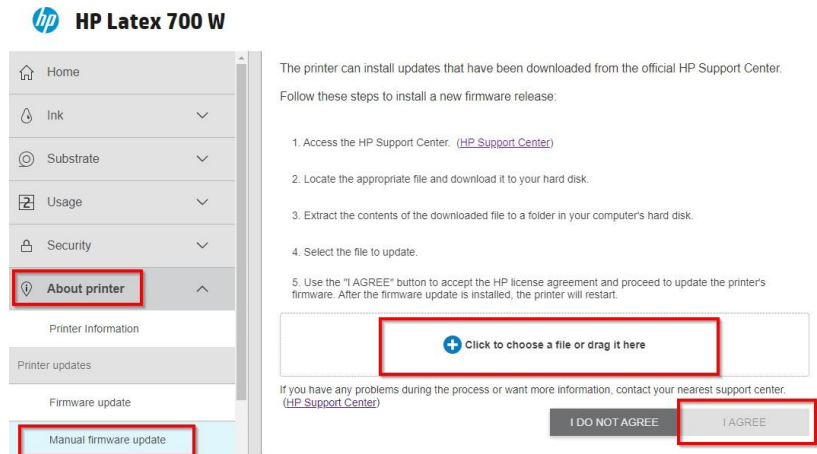 hp HP Latex 700 W
Home
Ink
Substrate
Usage
Security
About printer
Printer Information
Printer updates
Firmware update
Manual firmware update
The printer can install updates that have been downloaded from the official HP Support Center.
Follow these steps to install a new firmware release:
1. Access the HP Support Center. (HP Support Center)
2. Locate the appropriate file and download it to your hard disk.
3. Extract the contents of the downloaded file to a folder in your computer's hard disk.
4. Select the file to update.
5. Use the "I AGREE" button to accept the HP license agreement and proceed to update the printer's
firmware. After the firmware update is installed, the printer will restart.
Click to choose a file or drag it here
If you have any problems during the process or want more information, contact your nearest support center.
(HP Support Center)
I DO NOT AGREE
I AGREE